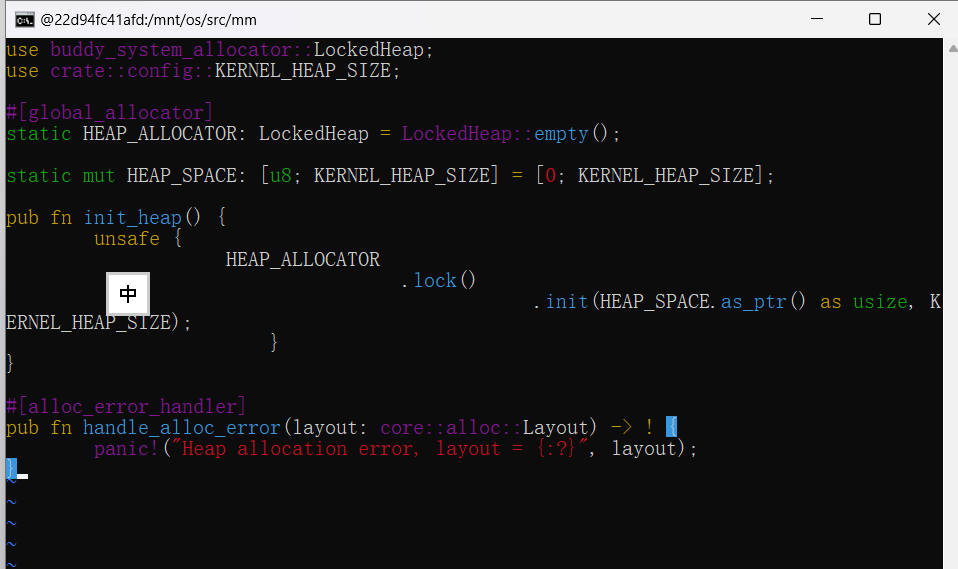 @22d94fc41afd:/mnt/os/src/mm
use buddy_system_allocator::LockedHeap;
use crate::config::KERNEL_HEAP_SIZE;
#[global_allocator]
static HEAP_ALLOCATOR: LockedHeap = LockedHeap::empty();
static mut HEAP_SPACE: [u8; KERNEL_HEAP_SIZE] = [0; KERNEL_HEAP_SIZE];
pub fn init_heap() {
        unsafe {
                    HEAP_ALLOCATOR
                                    .lock()
中
                                                .init(HEAP_SPACE.as_ptr() as usize, K
ERNEL_HEAP_SIZE);
                        }
}
#[alloc_error_handler]
pub fn handle_alloc_error(layout: core::alloc::Layout) -> ! {
        panic!("Heap allocation error, layout = {:?}", layout);
}
~
~
~
~
~